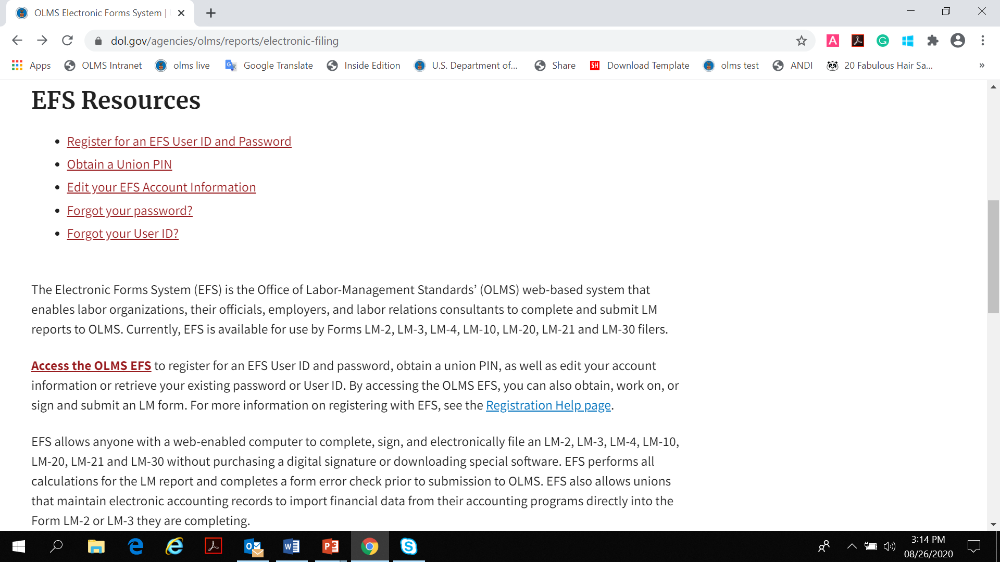 OLMS Electronic Forms System |
dol.gov/agencies/olms/reports/electronic-filing
Apps OLMS Intranet olms live Google Translate Inside Edition U.S. Department of... Share SH Download Template olms test ANDI 20 Fabulous Hair Sa... »
EFS Resources
• Register for an EFS User ID and Password
• Obtain a Union PIN
• Edit your EFS Account Information
• Forgot your password?
• Forgot your User ID?
The Electronic Forms System (EFS) is the Office of Labor-Management Standards’ (OLMS) web-based system that
enables labor organizations, their officials, employers, and labor relations consultants to complete and submit LM
reports to OLMS. Currently, EFS is available for use by Forms LM-2, LM-3, LM-4, LM-10, LM-20, LM-21 and LM-30 filers.
Access the OLMS EFS to register for an EFS User ID and password, obtain a union PIN, as well as edit your account
information or retrieve your existing password or User ID. By accessing the OLMS EFS, you can also obtain, work on, or
sign and submit an LM form. For more information on registering with EFS, see the Registration Help page.
EFS allows anyone with a web-enabled computer to complete, sign, and electronically file an LM-2, LM-3, LM-4, LM-10,
LM-20, LM-21 and LM-30 without purchasing a digital signature or downloading special software. EFS performs all
calculations for the LM report and completes a form error check prior to submission to OLMS. EFS also allows unions
that maintain electronic accounting records to import financial data from their accounting programs directly into the
Form LM-2 or LM-3 they are completing.
3:14 PM
08/26/2020